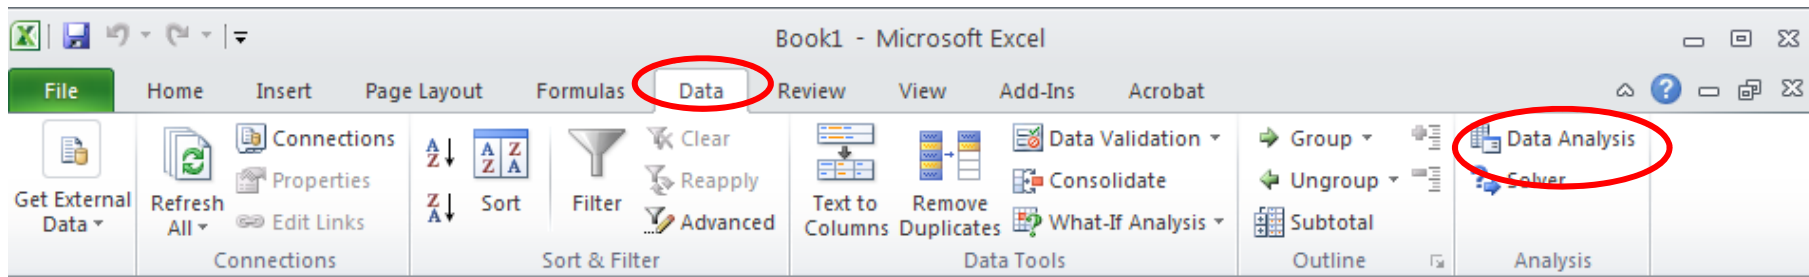 Book1 - Microsoft Excel
File Home Insert Page Layout Formulas Data Review View Add-Ins Acrobat
Get External Data
Refresh All
Connections
Properties
Edit Links
Connections
Sort
Filter
Clear
Reapply
Advanced
Sort & Filter
Text to Columns
Remove Duplicates
Data Validation
Consolidate
What-If Analysis
Data Tools
Group
Ungroup
Subtotal
Outline
Data Analysis
Solver
Analysis